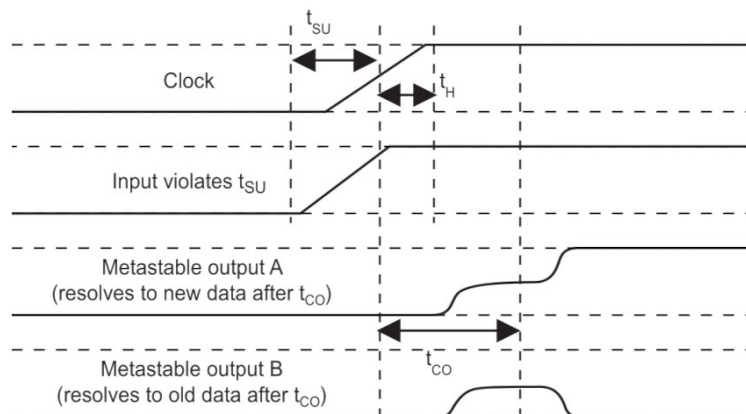 tSU
Clock
tH
Input violates tSU
Metastable output A
(resolves to new data after tCO)
tCO
Metastable output B
(resolves to old data after tCO)